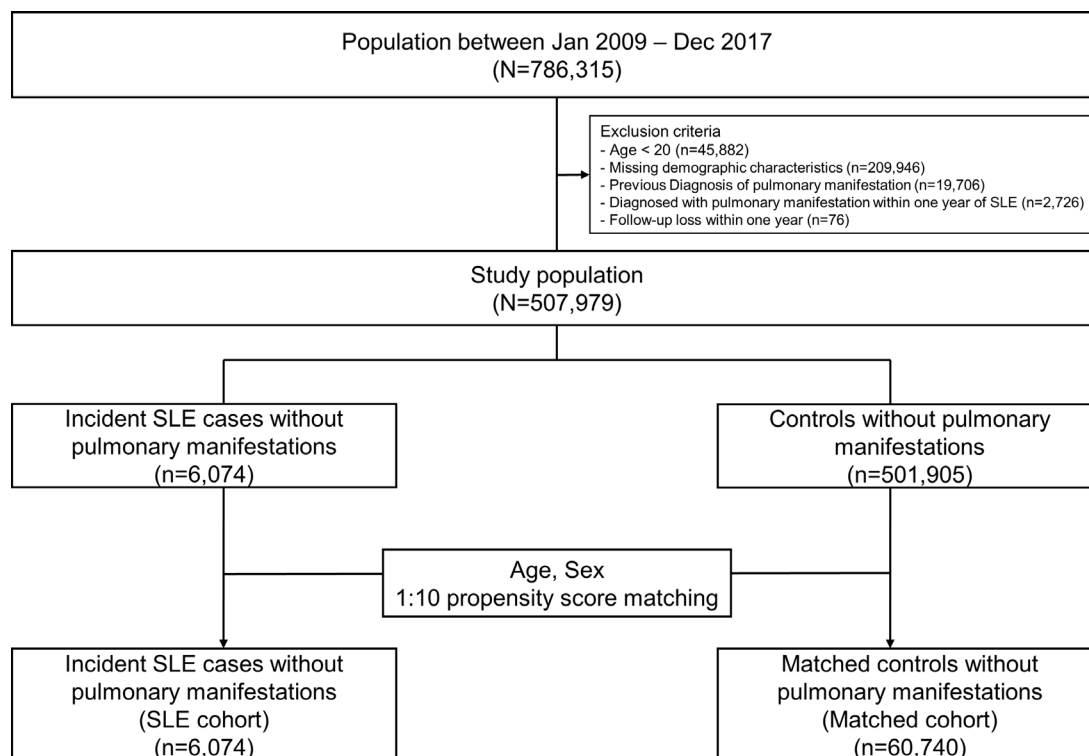 Population between Jan 2009 – Dec 2017
(N=786,315)
Exclusion criteria
- Age < 20 (n=45,882)
- Missing demographic characteristics (n=209,946)
- Previous Diagnosis of pulmonary manifestation (n=19,706)
- Diagnosed with pulmonary manifestation within one year of SLE (n=2,726)
- Follow-up loss within one year (n=76)
Study population
(N=507,979)
Incident SLE cases without
pulmonary manifestations
(n=6,074)
Controls without pulmonary
manifestations
(n=501,905)
Age, Sex
1:10 propensity score matching
Incident SLE cases without
pulmonary manifestations
(SLE cohort)
n=6,074)
Matched controls without
pulmonary manifestations
(Matched cohort)
n=60,740)